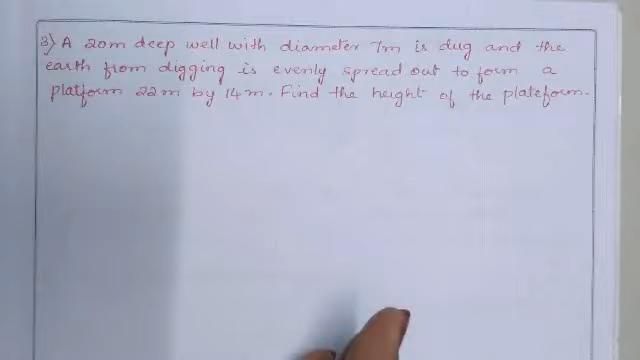 3) A 20m deep well with diameter 7m is dug and the
earth from digging is evenly spread out to form a
platform 22m by 14m. Find the height of the plateform.